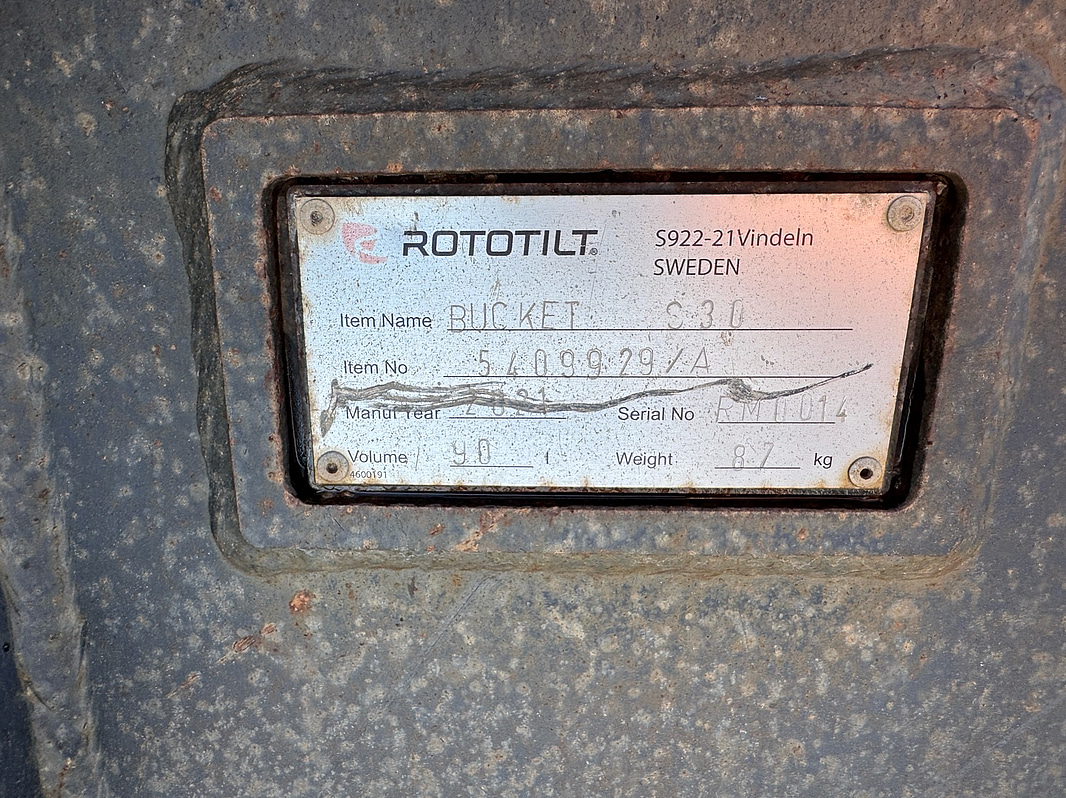 ROTOTILT® S922-21Vindeln
SWEDEN
Item Name BUCKET S30
Item No 5409929/A
Manuf Year 2021 Serial No
Volume 90 l Weight 87 kg
4600191